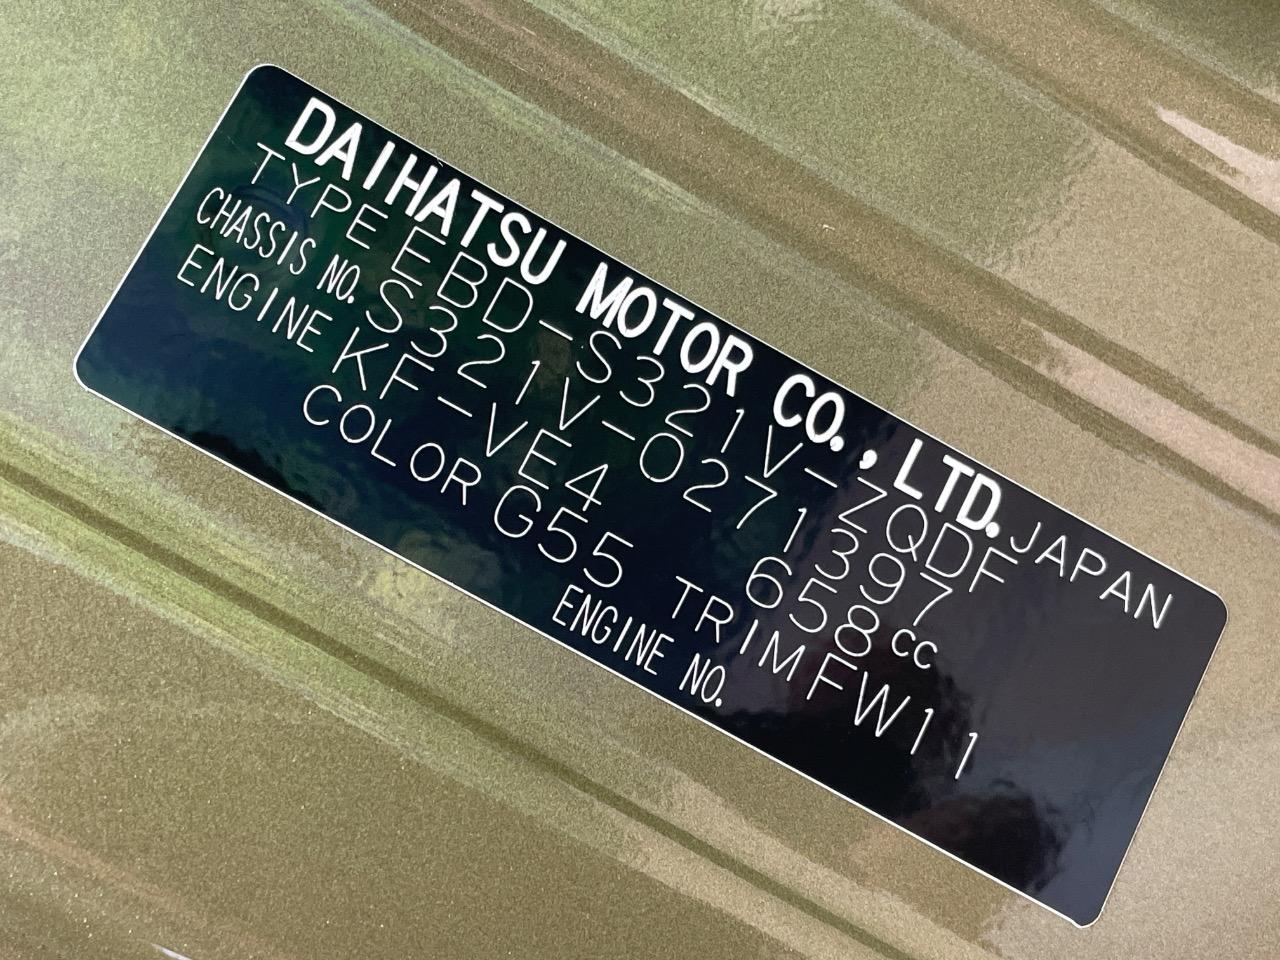 DAIHATSU MOTOR CO., LTD. JAPAN
TYPE EBD-S321V-ZQDF
CHASSIS NO. S321V-0271397
ENGINE KF-VE4 658cc
COLOR G55 TRIM FW11
ENGINE NO.